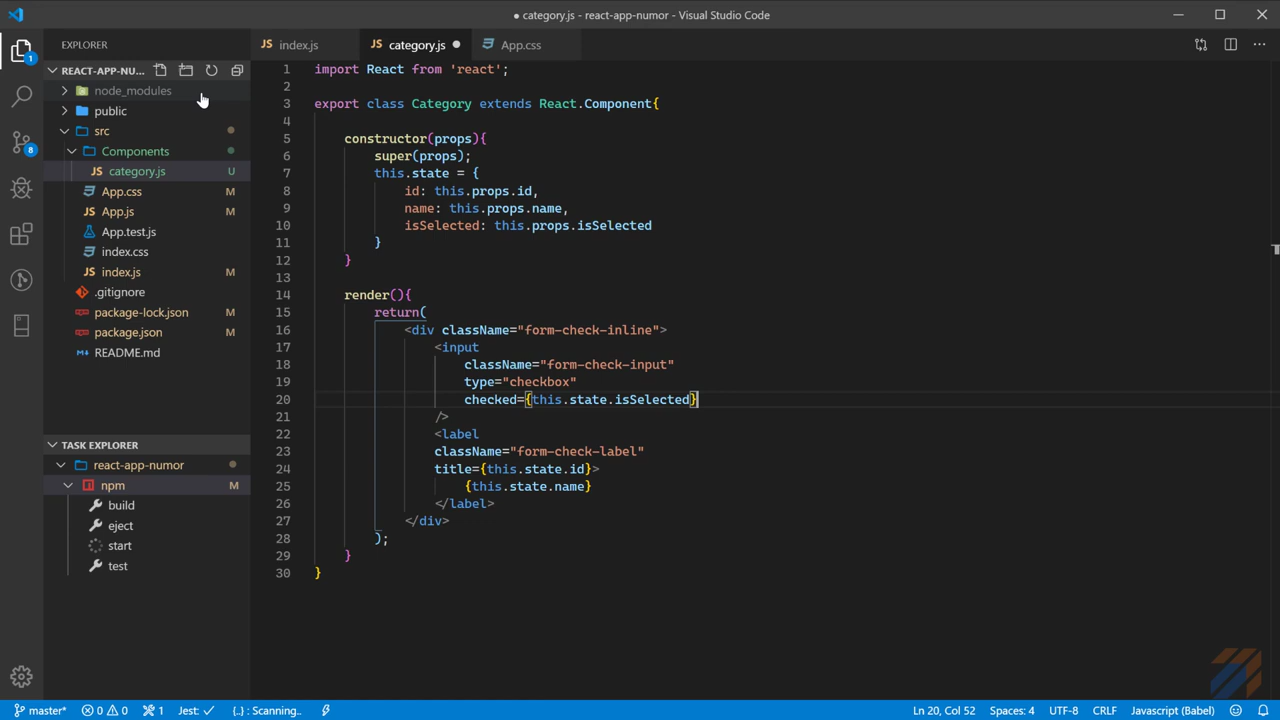 ● category.js - react-app-numor - Visual Studio Code
EXPLORER
index.js
category.js ●
App.css
1
REACT-APP-NU...
node_modules
public
src
Components
JS category.js U
App.css M
JS App.js M
App.test.js
index.css
JS index.js M
.gitignore
package-lock.json M
package.json M
README.md
8
TASK EXPLORER
react-app-numor
npm M
build
eject
start
test
1 import React from 'react';
2
3 export class Category extends React.Component{
4
5 constructor(props){
6 super(props);
7 this.state = {
8 id: this.props.id,
9 name: this.props.name,
10 isSelected: this.props.isSelected
11 }
12 }
13
14 render(){
15 return(
16 <div className="form-check-inline">
17 <input
18 className="form-check-input"
19 type="checkbox"
20 checked={this.state.isSelected}
21 />
22 <label
23 className="form-check-label"
24 title={this.state.id}>
25 {this.state.name}
26 </label>
27 </div>
28 );
29 }
30 }
master* 0 0 1 Jest: ✓ {..} : Scanning.. Ln 20, Col 52 Spaces: 4 UTF-8 CRLF Javascript (Babel)